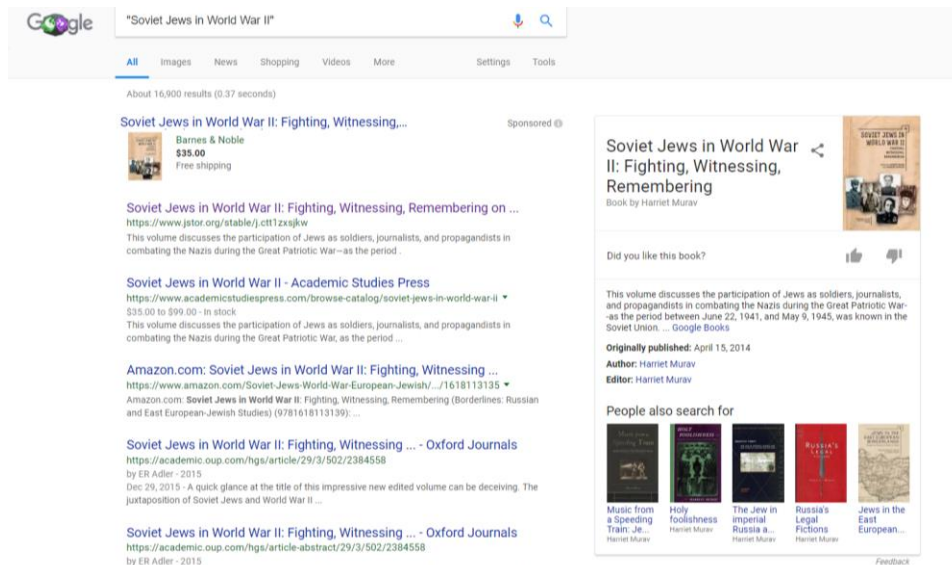 Google
"Soviet Jews in World War II"
All Images News Shopping Videos More Settings Tools
About 16,900 results (0.37 seconds)
Soviet Jews in World War II: Fighting, Witnessing,...
Sponsored
Barnes & Noble
$35.00
Free shipping
Soviet Jews in World War II: Fighting, Witnessing, Remembering on ...
https://www.jstor.org/stable/j.ctt1zxsjkw
This volume discusses the participation of Jews as soldiers, journalists, and propagandists in
combating the Nazis during the Great Patriotic War—as the period .
Soviet Jews in World War II - Academic Studies Press
https://www.academicstudiespress.com/browse-catalog/soviet-jews-in-world-war-ii
$35.00 to $99.00 - In stock
This volume discusses the participation of Jews as soldiers, journalists, and propagandists in
combating the Nazis during the Great Patriotic War, as the period ...
Amazon.com: Soviet Jews in World War II: Fighting, Witnessing ...
https://www.amazon.com/Soviet-Jews-World-War-European-Jewish/.../1618113135
Amazon.com: Soviet Jews in World War II: Fighting, Witnessing, Remembering (Borderlines: Russian
and East European-Jewish Studies) (9781618113139): ...
Soviet Jews in World War II: Fighting, Witnessing ... - Oxford Journals
https://academic.oup.com/hgs/article/29/3/502/2384558
by ER Adler - 2015
Dec 29, 2015 - A quick glance at the title of this impressive new edited volume can be deceiving. The
juxtaposition of Soviet Jews and World War II ...
Soviet Jews in World War II: Fighting, Witnessing ... - Oxford Journals
https://academic.oup.com/hgs/article-abstract/29/3/502/2384558
by ER Adler - 2015
Soviet Jews in World War
II: Fighting, Witnessing,
Remembering
Book by Harriet Murav
SOVIET JEWS IN
WORLD WAR II
Did you like this book?
This volume discusses the participation of Jews as soldiers, journalists,
and propagandists in combating the Nazis during the Great Patriotic War-
-as the period between June 22, 1941, and May 9, 1945, was known in the
Soviet Union. ... Google Books
Originally published: April 15, 2014
Author: Harriet Murav
Editor: Harriet Murav
People also search for
Music from
a Speeding
Train: Je...
Harriet Murav
Holy
foolishness
Harriet Murav
The Jew in
imperial
Russia a...
Harriet Murav
Russia's
Legal
Fictions
Harriet Murav
Jews in the
East
European...
Feedback